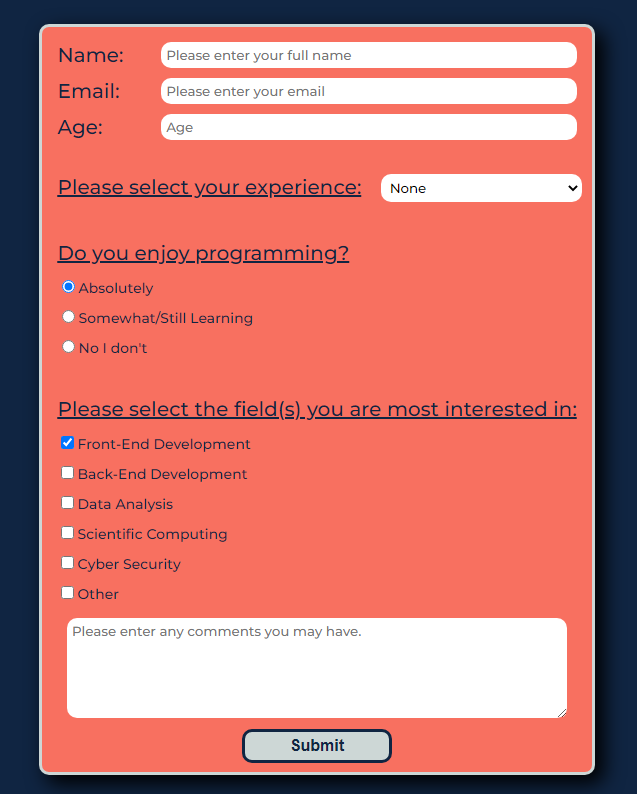 Name: Please enter your full name
Email: Please enter your email
Age: Age
Please select your experience: None
Do you enjoy programming?
Absolutely
Somewhat/Still Learning
No I don't
Please select the field(s) you are most interested in:
Front-End Development
Back-End Development
Data Analysis
Scientific Computing
Cyber Security
Other
Please enter any comments you may have.
Submit